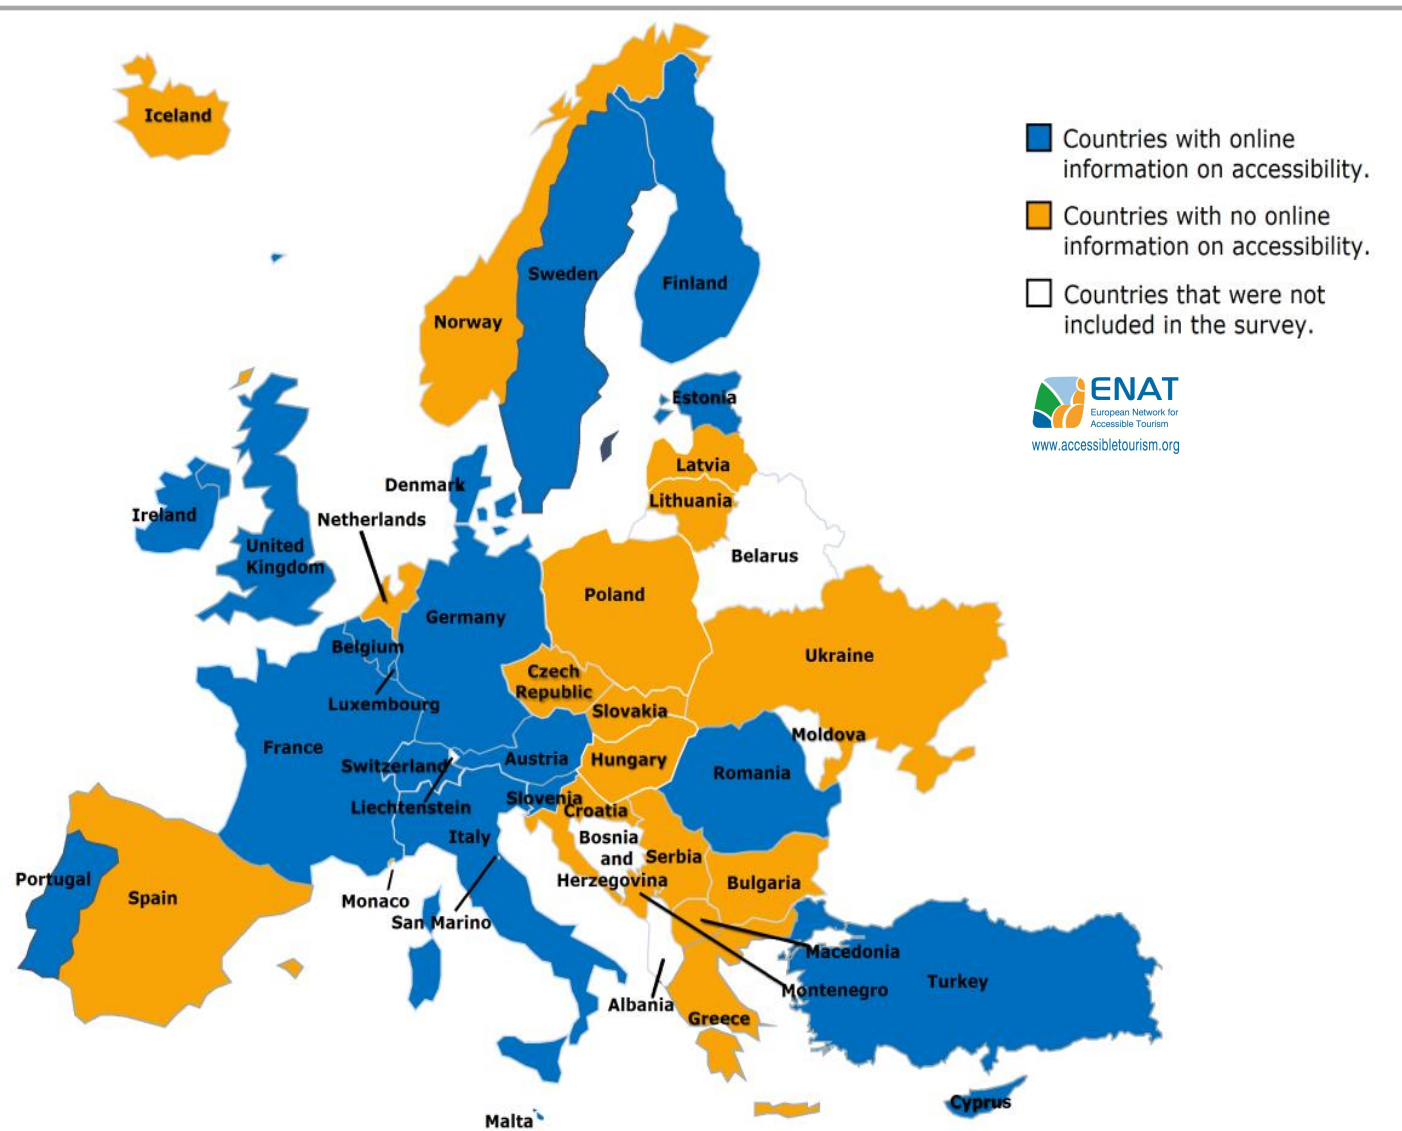 Iceland
Countries with online
information on accessibility.
Countries with no online
information on accessibility.
Countries that were not
included in the survey.
ENAT
European Network for
Accessible Tourism
www.accessibletourism.org
Sweden
Finland
Norway
Estonia
Latvia
Lithuania
Denmark
Netherlands
Ireland
United
Kingdom
Belarus
Poland
Germany
Belgium
Ukraine
Czech
Republic
Luxembourg
Slovakia
France
Moldova
Switzerland
Austria
Hungary
Romania
Liechtenstein
Slovenia
Croatia
Italy
Bosnia
and
Herzegovina
Serbia
Bulgaria
Portugal
Spain
Monaco
San Marino
Macedonia
Montenegro
Turkey
Albania
Greece
Cyprus
Malta